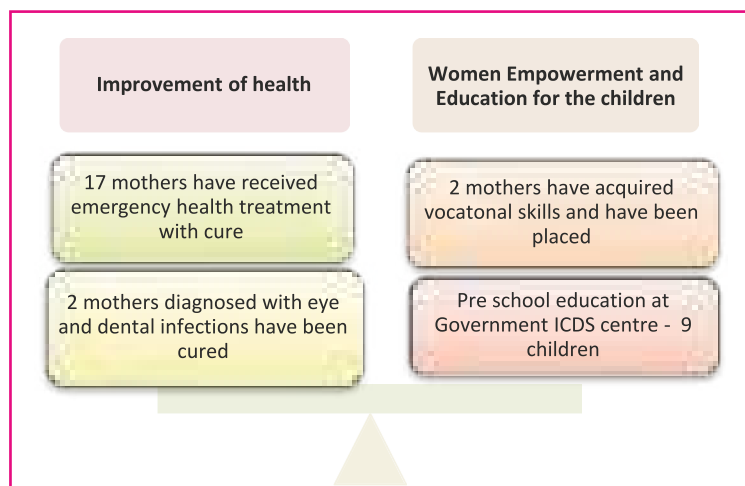 Improvement of health
17 mothers have received
emergency health treatment
with cure
2 mothers diagnosed with eye
and dental infections have been
cured
Women Empowerment and
Education for the children
2 mothers have acquired
vocatonal skills and have been
placed
Pre school education at
Government ICDS centre - 9
children